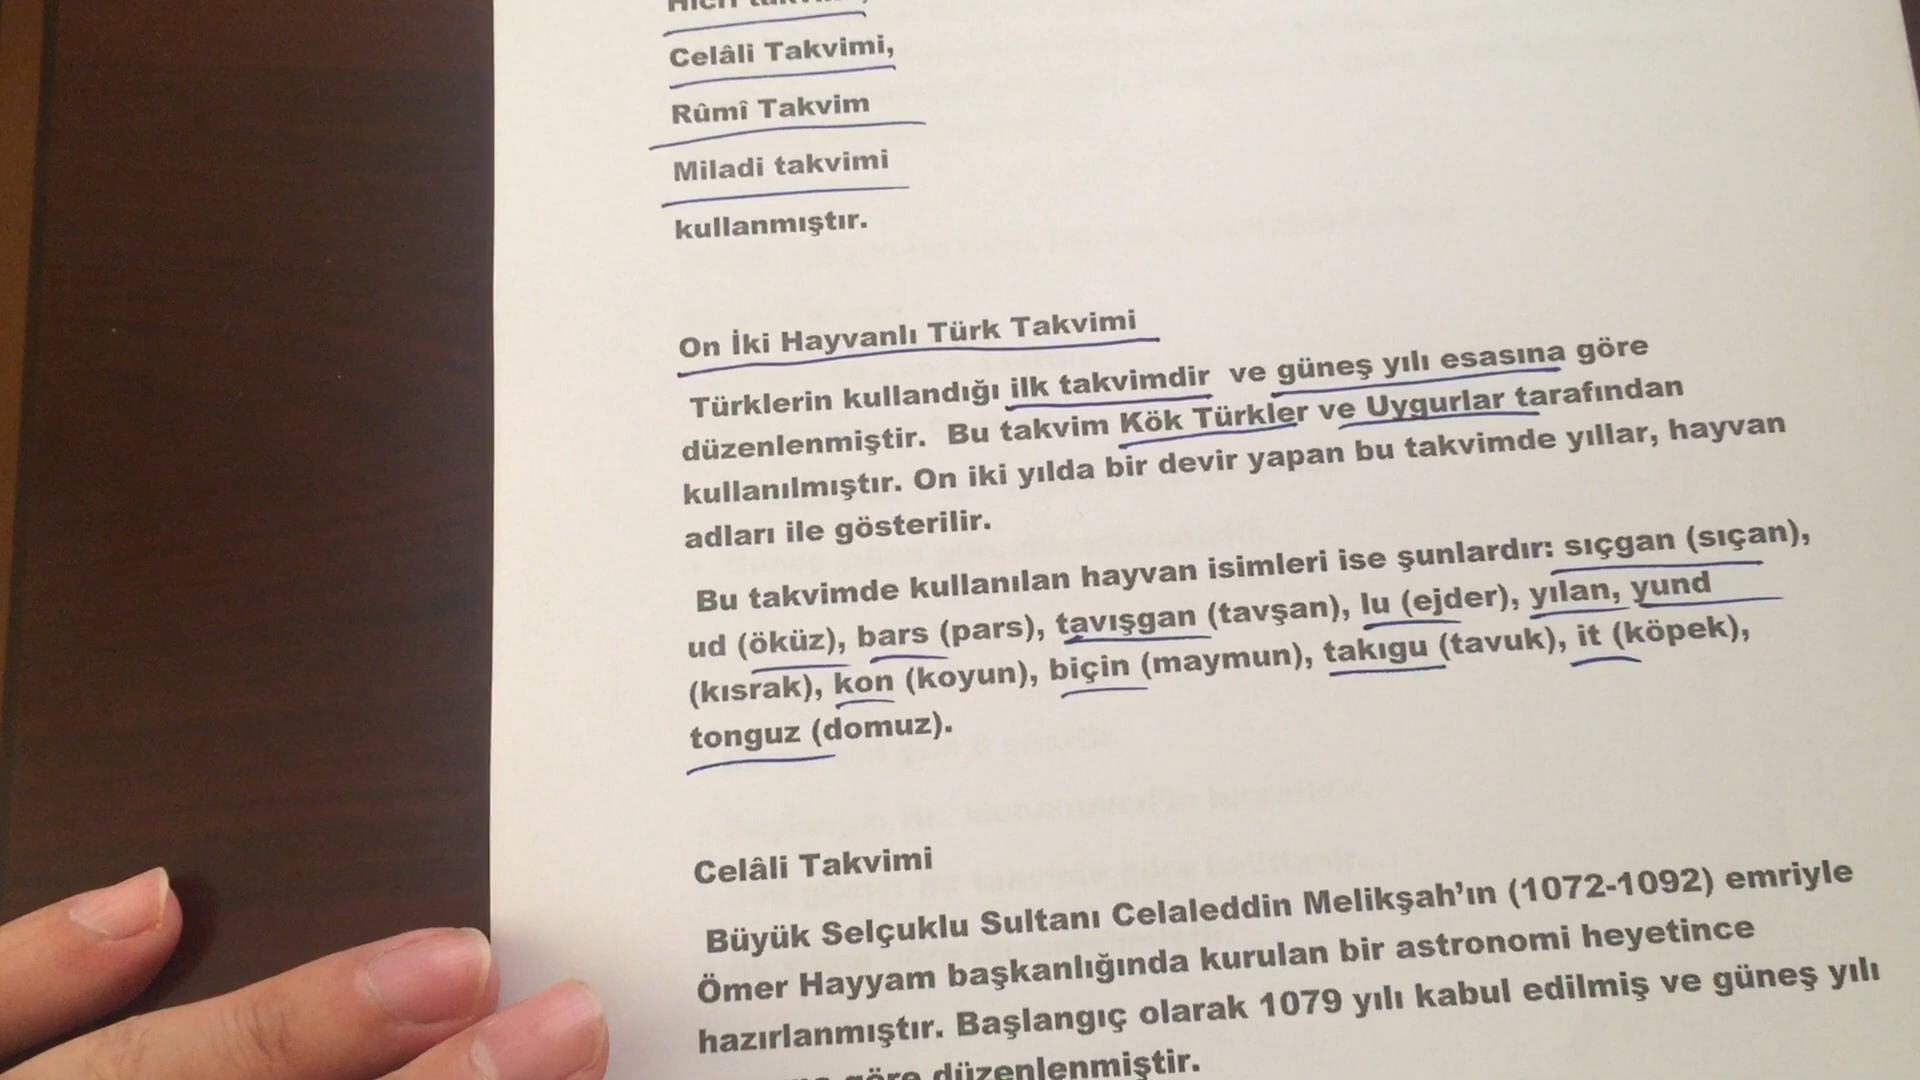 Hicri
Celâli Takvimi,
Rûmî Takvim
Miladi takvimi
kullanmıştır.
On İki Hayvanlı Türk Takvimi
Türklerin kullandığı ilk takvimdir ve güneş yılı esasına göre
düzenlenmiştir. Bu takvim Kök Türkler ve Uygurlar tarafından
kullanılmıştır. On iki yılda bir devir yapan bu takvimde yıllar, hayvan
adları ile gösterilir.
Bu takvimde kullanılan hayvan isimleri ise şunlardır: sıçgan (sıçan),
ud (öküz), bars (pars), tavışgan (tavşan), lu (ejder), yılan, yund
(kısrak), kon (koyun), biçin (maymun), takıgu (tavuk), it (köpek),
tonguz (domuz).
Celâli Takvimi
Büyük Selçuklu Sultanı Celaleddin Melikşah’ın (1072-1092) emriyle
Ömer Hayyam başkanlığında kurulan bir astronomi heyetince
hazırlanmıştır. Başlangıç olarak 1079 yılı kabul edilmiş ve güneş yılı
göre düzenlenmiştir.